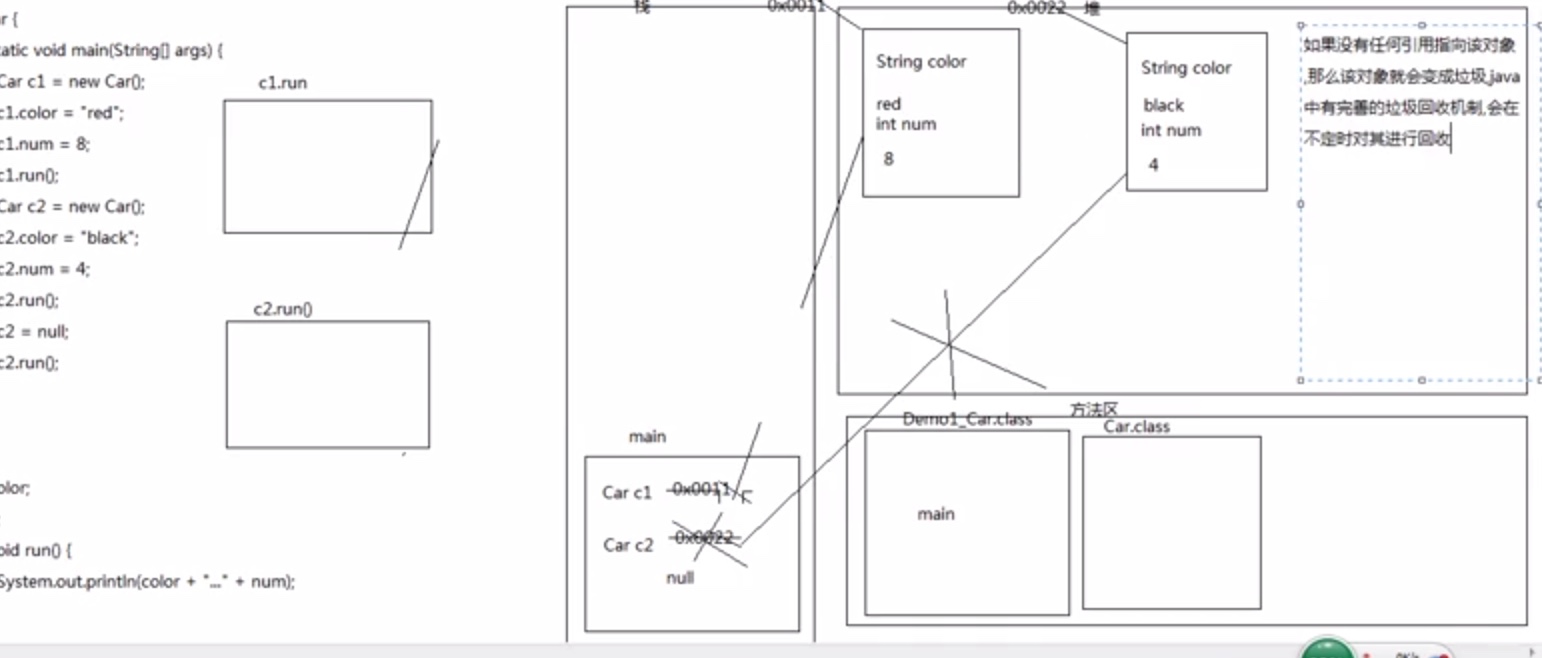 r {
tatic void main(String[] args) {
Car c1 = new Car();
c1.color = "red";
c1.num = 8;
c1.run();
Car c2 = new Car();
c2.color = "black";
c2.num = 4;
c2.run();
c2 = null;
c2.run();
olor;
;
oid run() {
System.out.println(color + "..." + num);
c1.run
c2.run()
栈
main
Car c1 0x0011
Car c2 0x0022
null
0x0011
0x0022 堆
String color
red
int num
8
String color
black
int num
4
如果没有任何引用指向该对象
,那么该对象就会变成垃圾,java
中有完善的垃圾回收机制,会在
不定时对其进行回收
方法区
Demo1_Car.class
main
Car.class